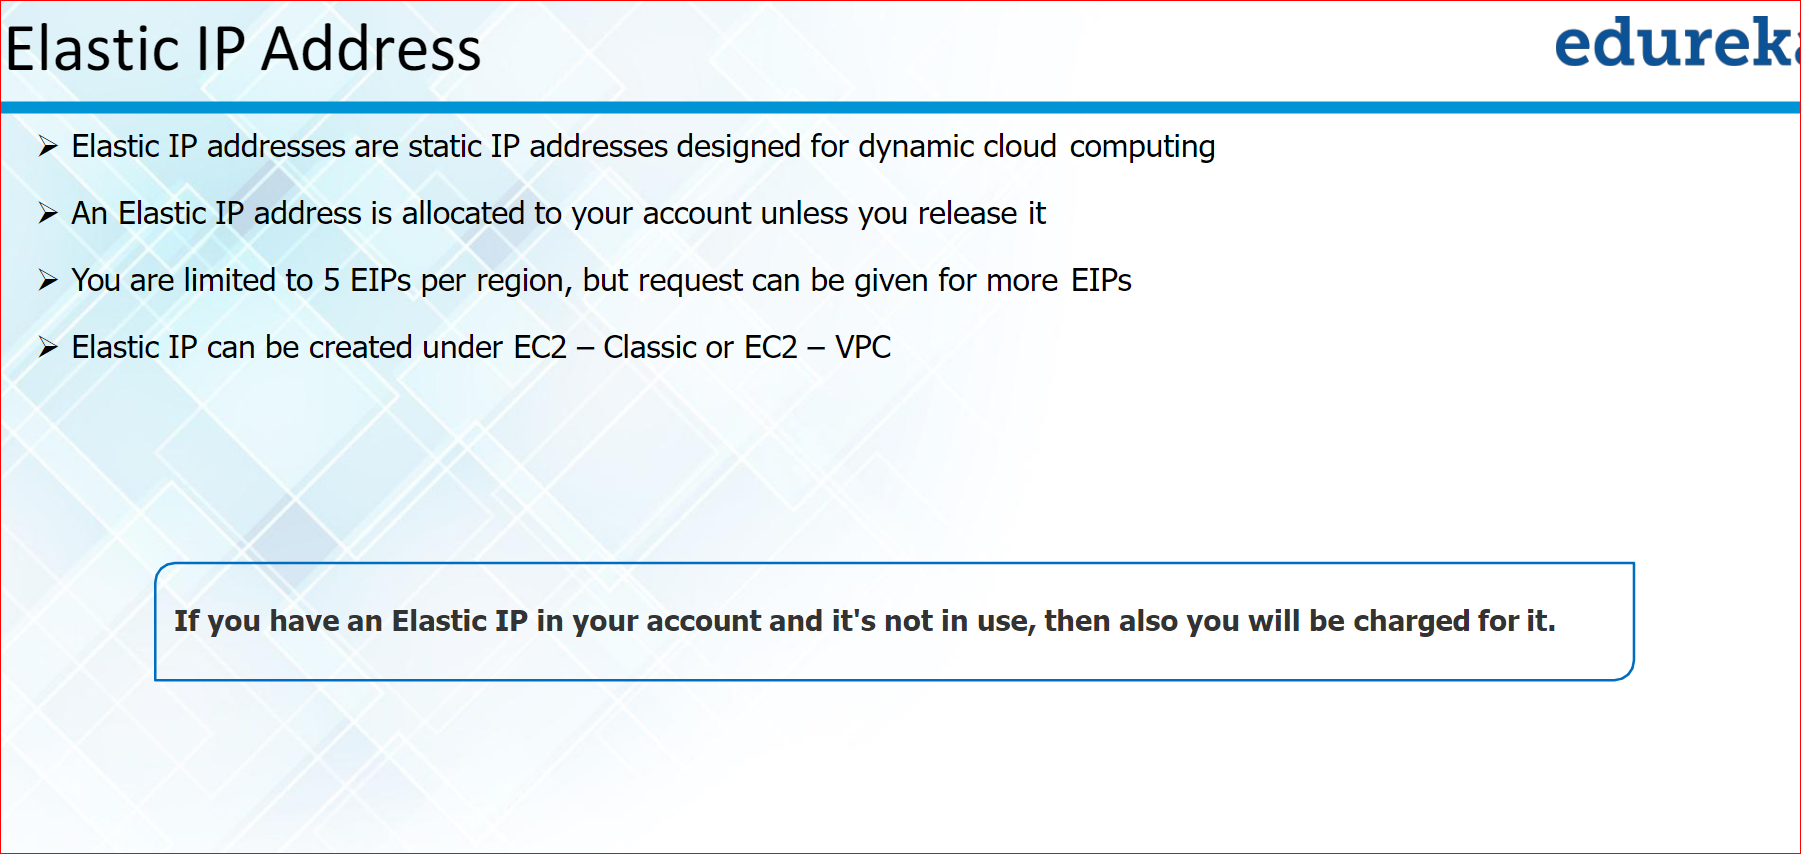 Elastic IP Address
edureka
➢ Elastic IP addresses are static IP addresses designed for dynamic cloud computing
➢ An Elastic IP address is allocated to your account unless you release it
➢ You are limited to 5 EIPs per region, but request can be given for more EIPs
➢ Elastic IP can be created under EC2 – Classic or EC2 – VPC
If you have an Elastic IP in your account and it's not in use, then also you will be charged for it.